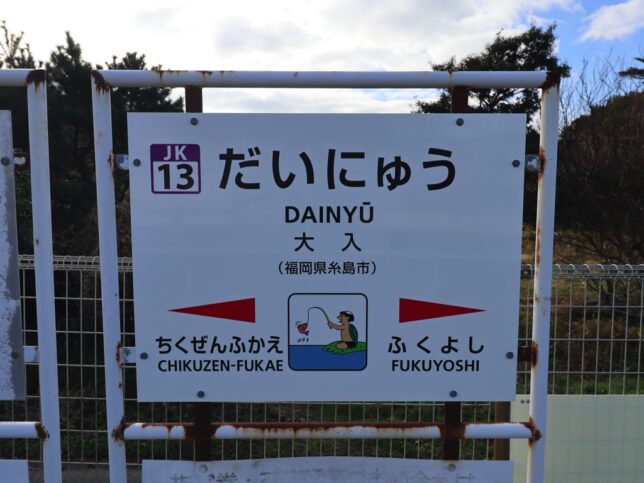 JK
13
だいにゅう
DAINYŪ
大入
（福岡県糸島市）
ちくぜんふかえ
CHIKUZEN-FUKAE
ふくよし
FUKUYOSHI